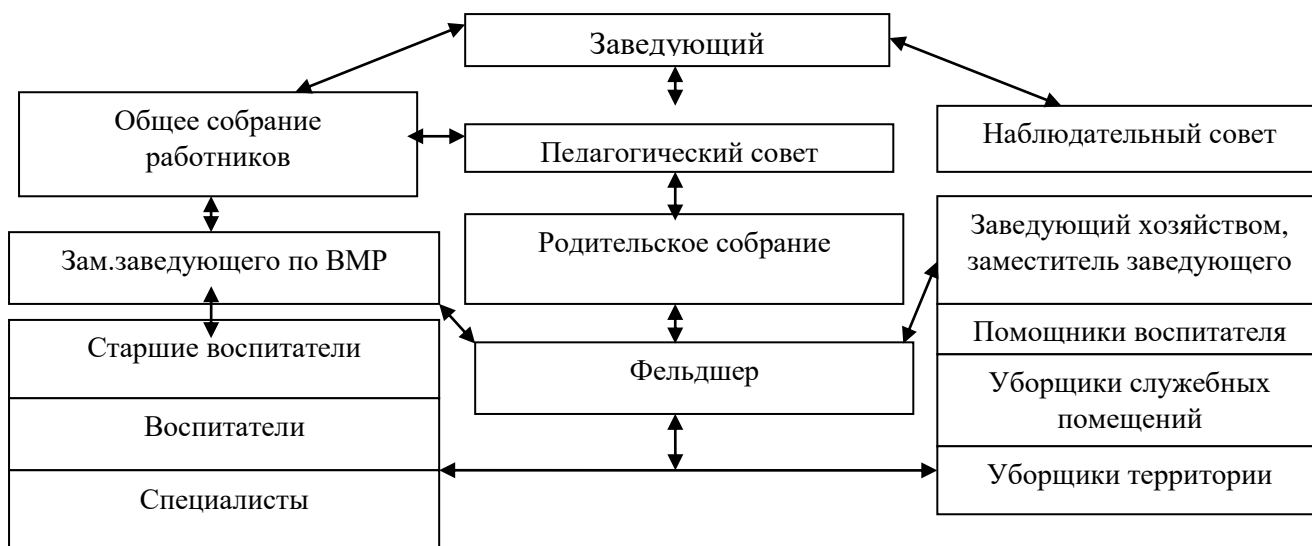 Заведующий
Общее собрание
работников
Педагогический совет
Наблюдательный совет
Родительское собрание
Заведующий хозяйством,
заместитель заведующего
Зам.заведующего по ВМР
Помощники воспитателя
Старшие воспитатели
Фельдшер
Уборщики служебных
помещений
Воспитатели
Уборщики территории
Специалисты